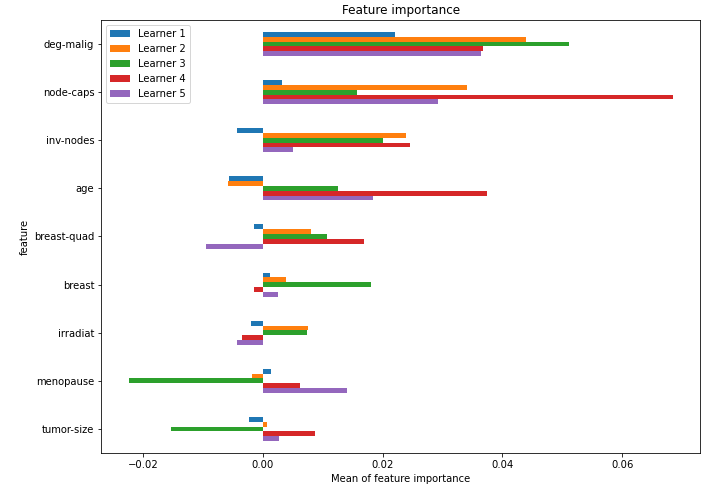 Feature importance
Learner 1
Learner 2
Learner 3
Learner 4
Learner 5
deg-malig
node-caps
inv-nodes
age
breast-quad
breast
irradiat
menopause
tumor-size
feature
−0.02 0.00 0.02 0.04 0.06
Mean of feature importance